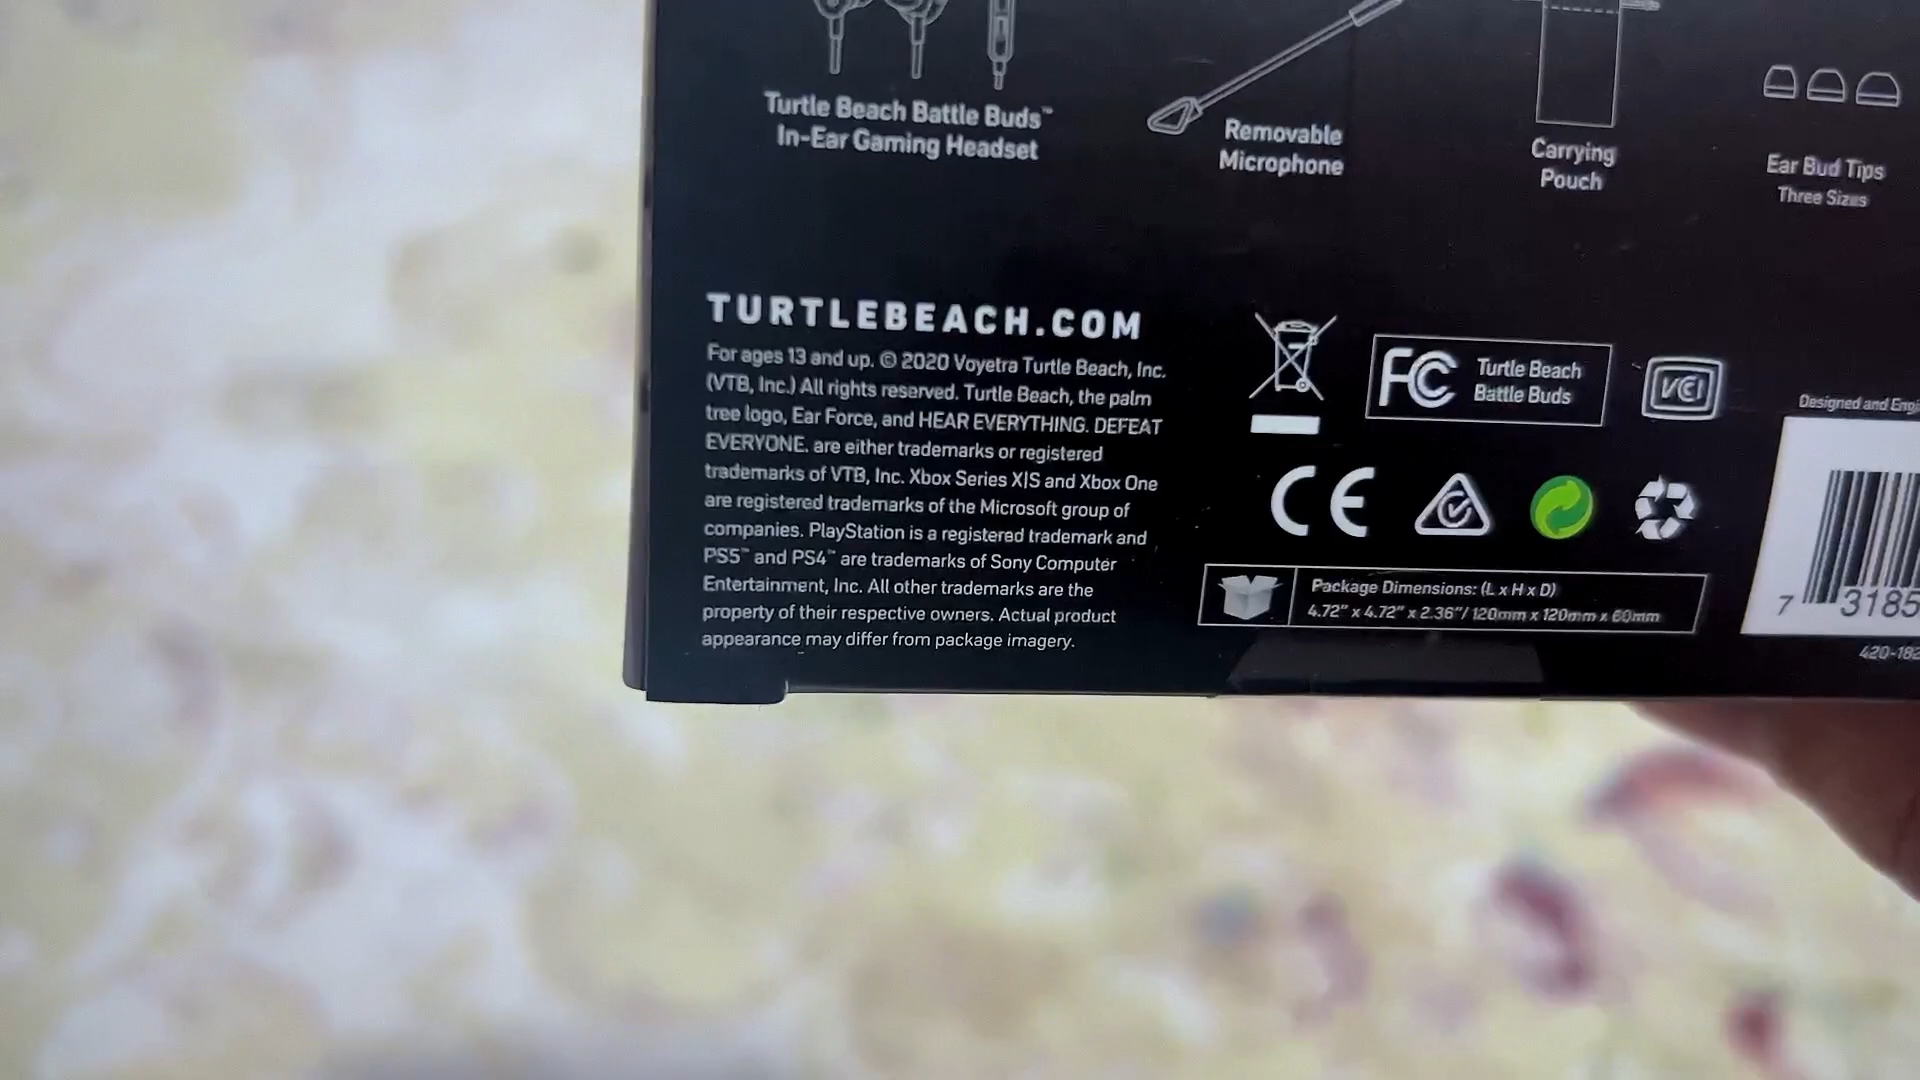 Turtle Beach Battle Buds™
In-Ear Gaming Headset
Removable
Microphone
Carrying
Pouch
Ear Bud Tips
Three Sizes
TURTLEBEACH.COM
For ages 13 and up. © 2020 Voyetra Turtle Beach, Inc.
(VTB, Inc.) All rights reserved. Turtle Beach, the palm
tree logo, Ear Force, and HEAR EVERYTHING. DEFEAT
EVERYONE. are either trademarks or registered
trademarks of VTB, Inc. Xbox Series X|S and Xbox One
are registered trademarks of the Microsoft group of
companies. PlayStation is a registered trademark and
PS5™ and PS4™ are trademarks of Sony Computer
Entertainment, Inc. All other trademarks are the
property of their respective owners. Actual product
appearance may differ from package imagery.
FC
Turtle Beach
Battle Buds
VCI
CE
Package Dimensions: (L x H x D)
4.72" x 4.72" x 2.36"/ 120mm x 120mm x 60mm
Designed and Engi
7 3185
420-182